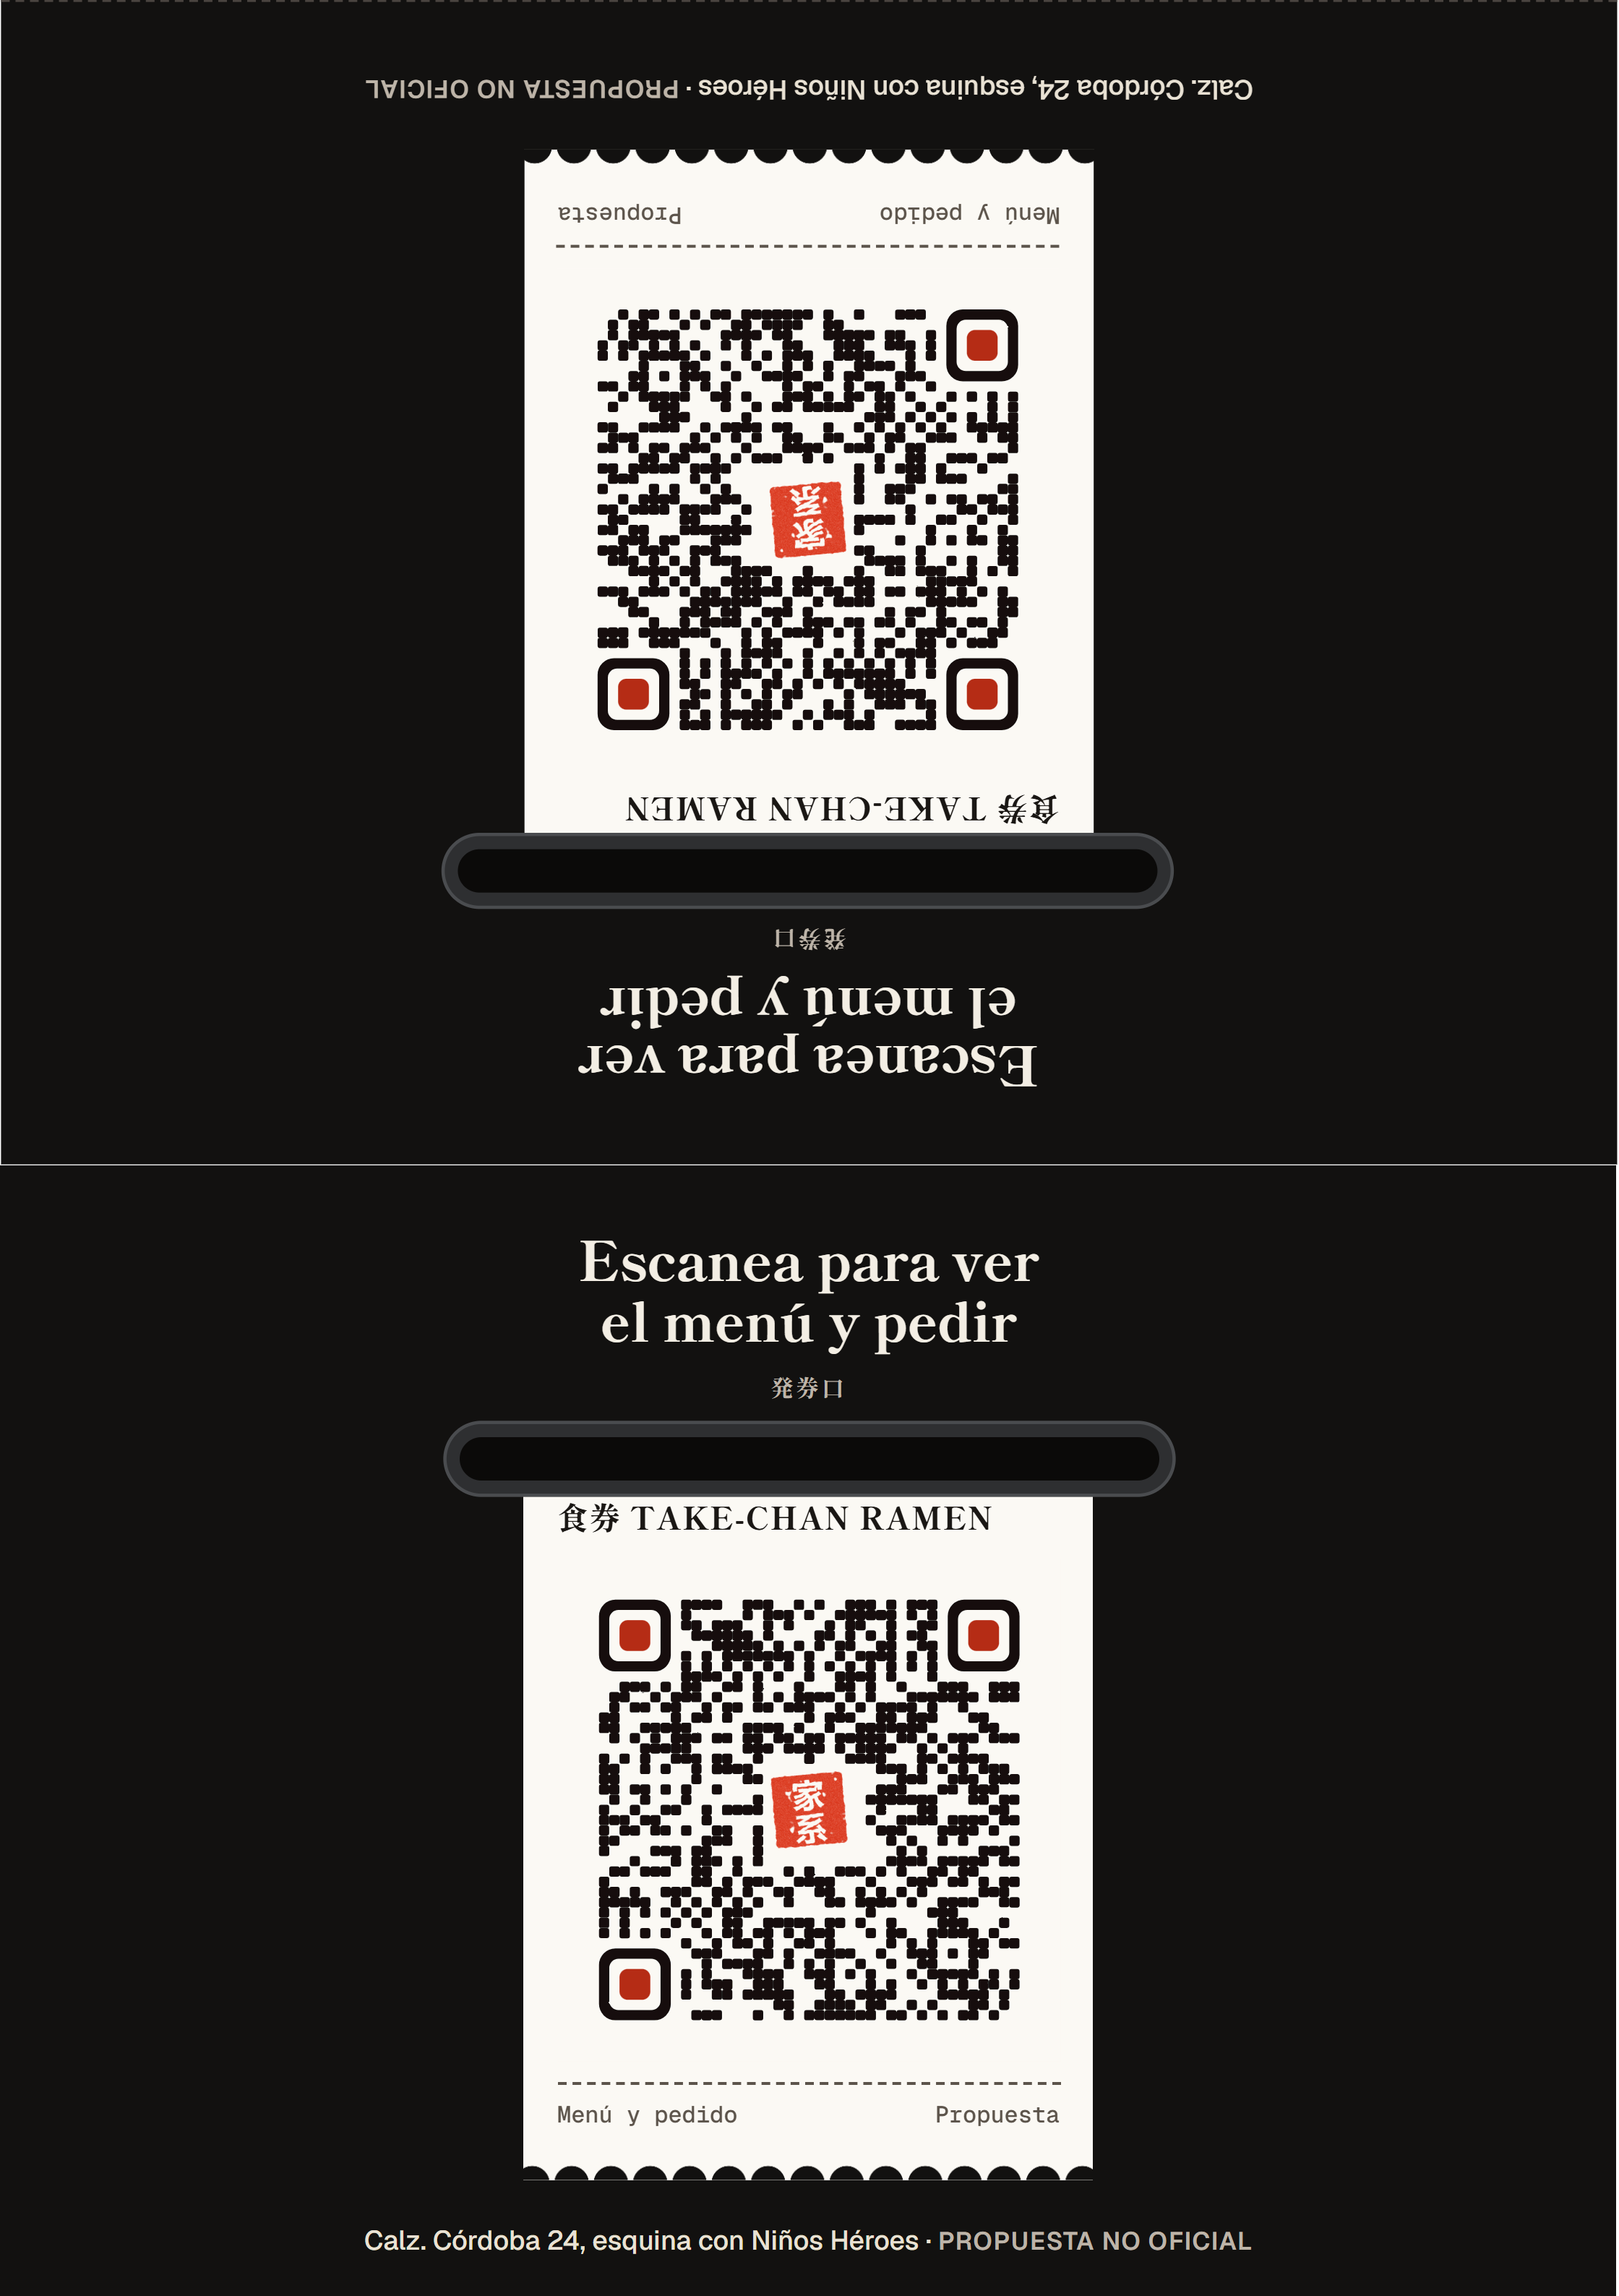 Calz. Córdoba 24, esquina con Niños Héroes · PROPUESTA NO OFICIAL
Menú y pedido Propuesta
家系
食券 TAKE-CHAN RAMEN
発券口
Escanea para ver
el menú y pedir
Escanea para ver
el menú y pedir
発券口
食券 TAKE-CHAN RAMEN
家系
Menú y pedido Propuesta
Calz. Córdoba 24, esquina con Niños Héroes · PROPUESTA NO OFICIAL